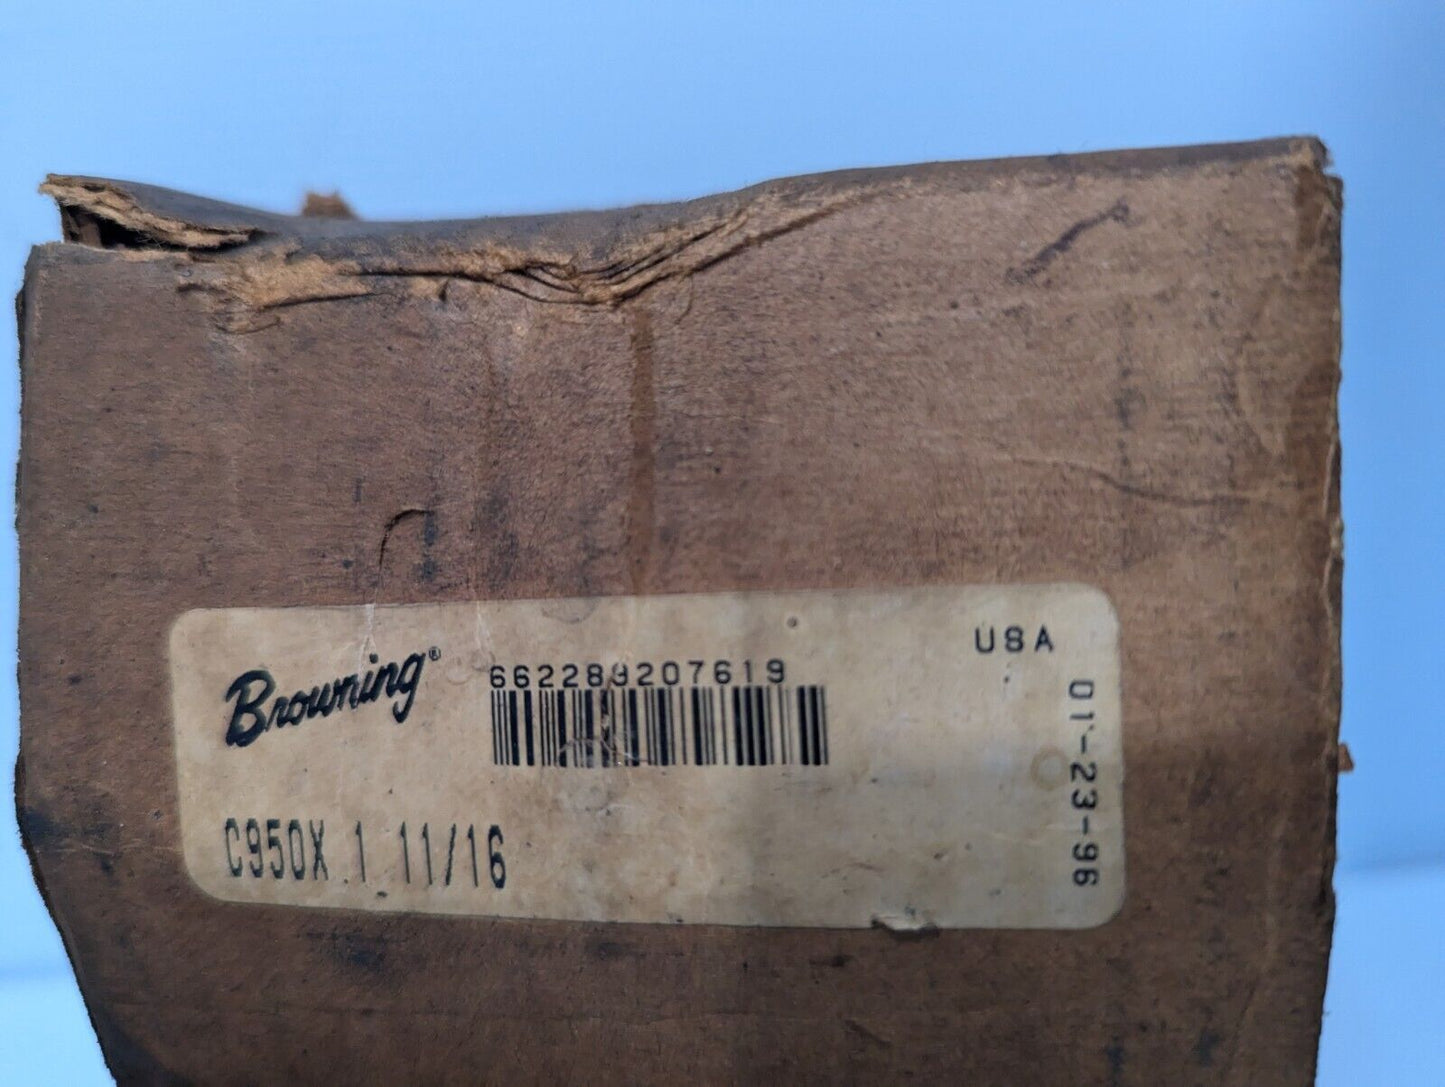 Browning®
662289207619
USA
01-23-96
C950X 1 11/16